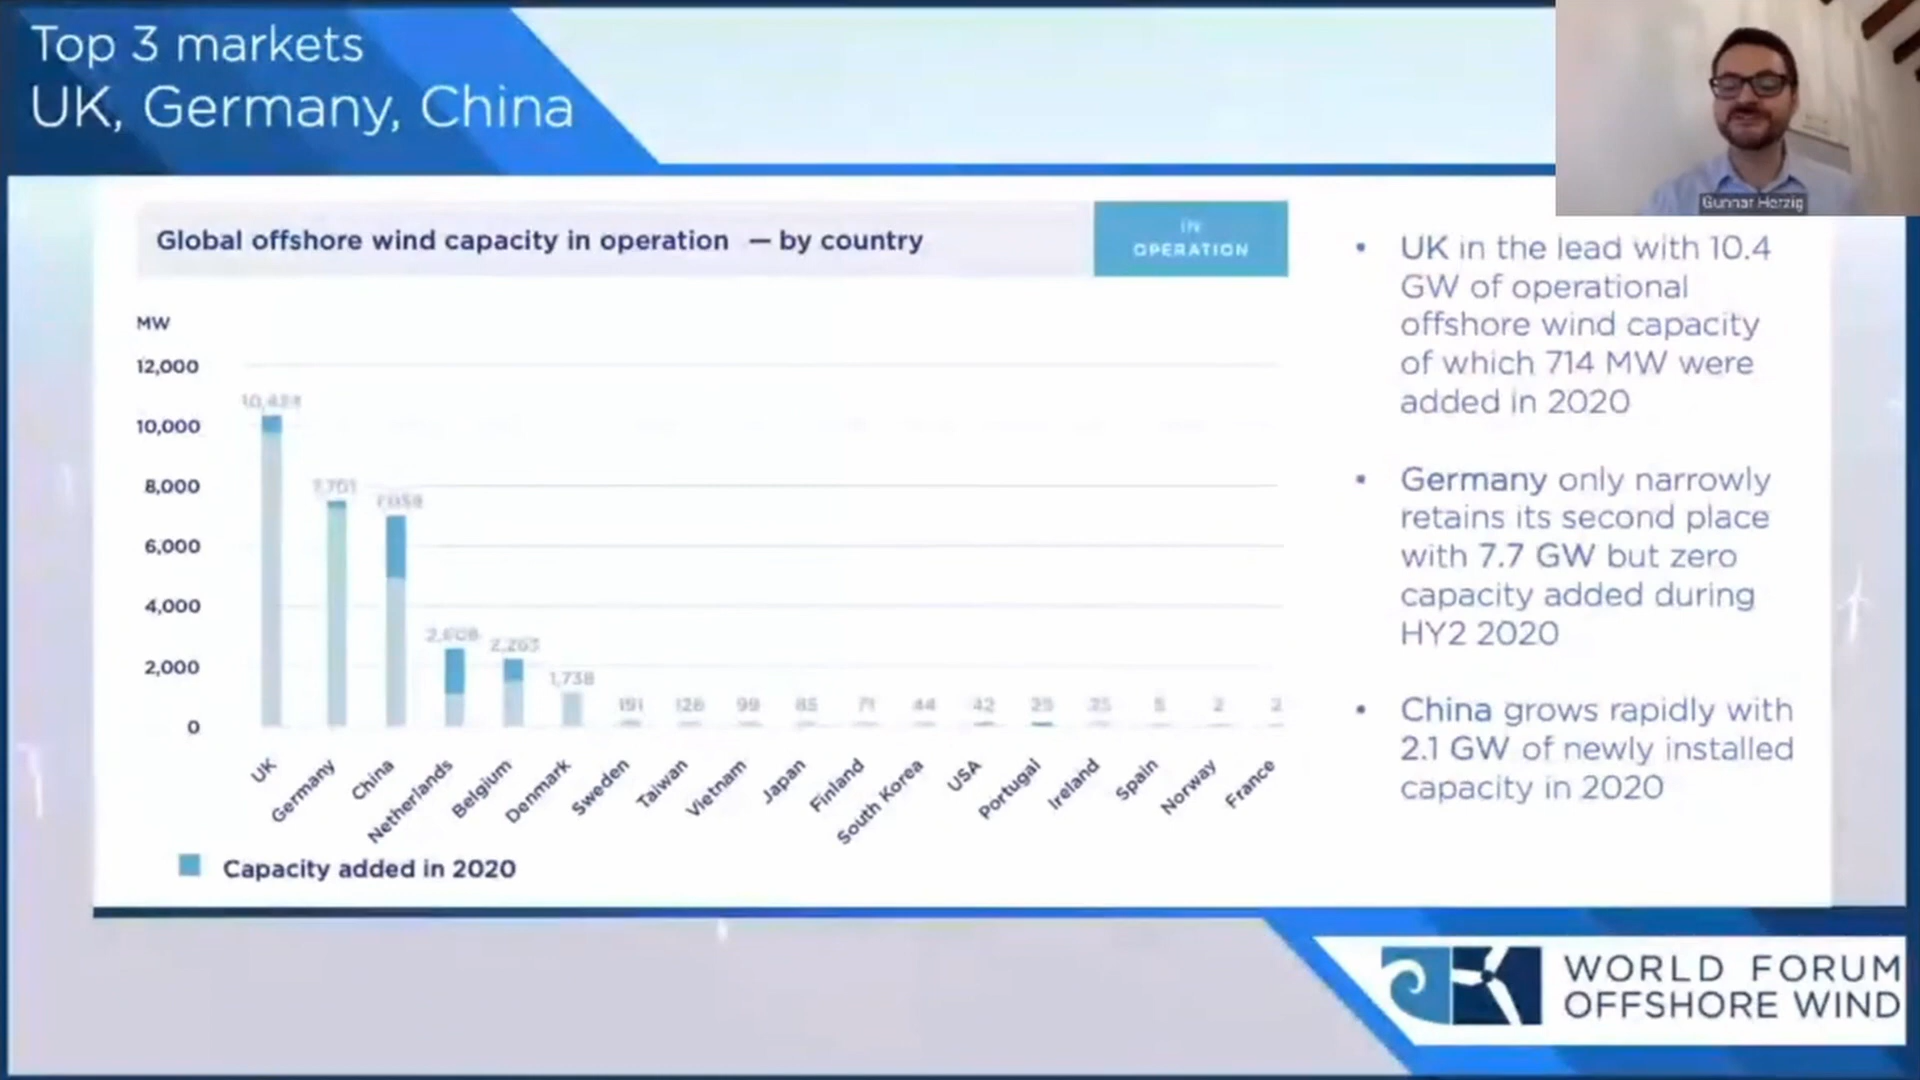 Top 3 markets
UK, Germany, China
Gunnar Herzig
Global offshore wind capacity in operation — by country
IN
OPERATION
MW
12,000
10,000
8,000
6,000
4,000
2,000
0
7,701
2,608
2,263
1,738
191
128
99
85
71
44
42
25
25
5
2
2
UK
Germany
China
Netherlands
Belgium
Denmark
Sweden
Taiwan
Vietnam
Japan
Finland
South Korea
USA
Portugal
Ireland
Spain
Norway
France
Capacity added in 2020
• UK in the lead with 10.4
GW of operational
offshore wind capacity
of which 714 MW were
added in 2020
• Germany only narrowly
retains its second place
with 7.7 GW but zero
capacity added during
HY2 2020
• China grows rapidly with
2.1 GW of newly installed
capacity in 2020
WORLD FORUM
OFFSHORE WIND